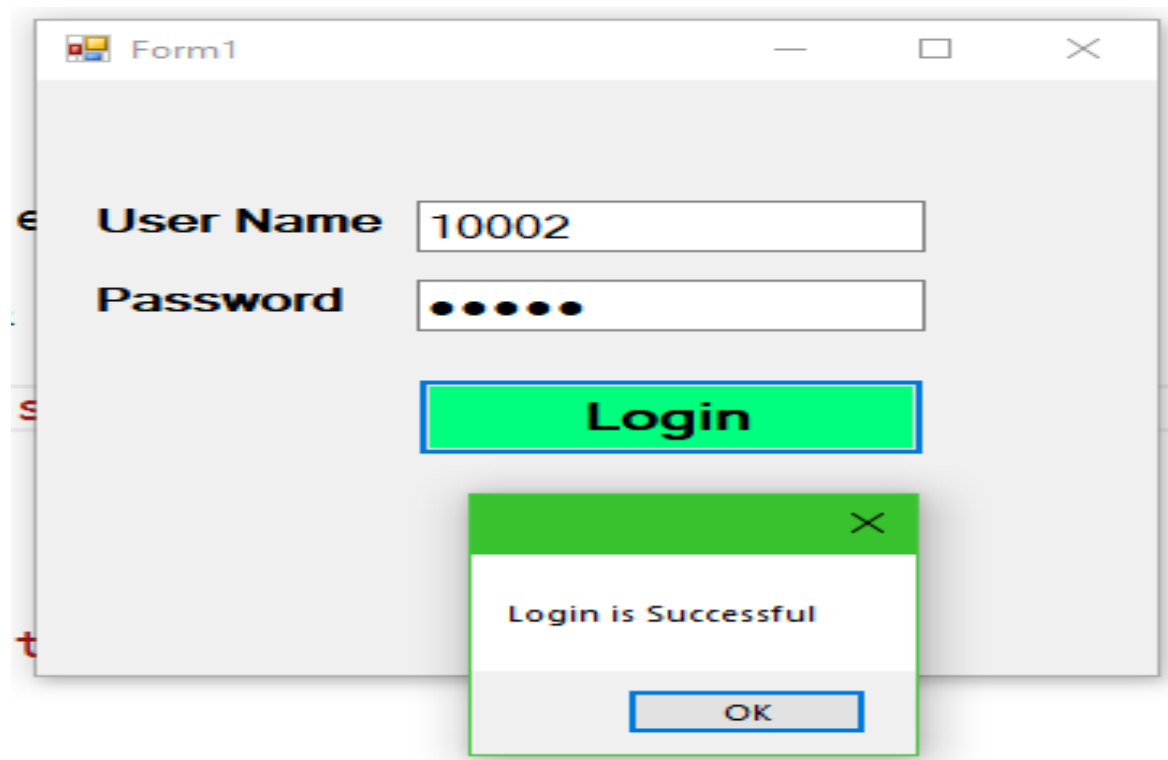 Form1
User Name 10002
Password •••••
Login
Login is Successful
OK